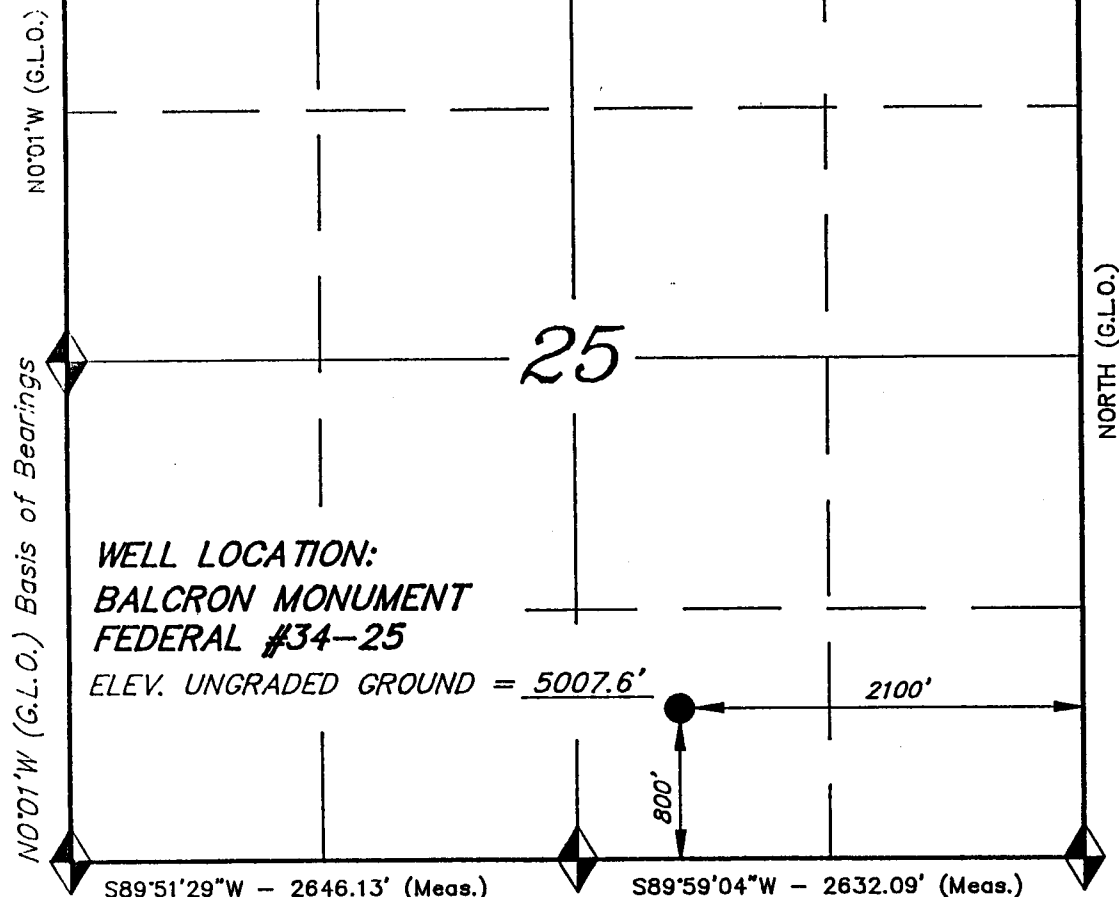 N0°01'W (G.L.O.)
25
NORTH (G.L.O.)
N0°01'W (G.L.O.) Basis of Bearings
WELL LOCATION:
BALCRON MONUMENT
FEDERAL #34-25
ELEV. UNGRADED GROUND = 5007.6'
2100'
800'
S89°51'29"W - 2646.13' (Meas.)
S89°59'04"W - 2632.09' (Meas.)